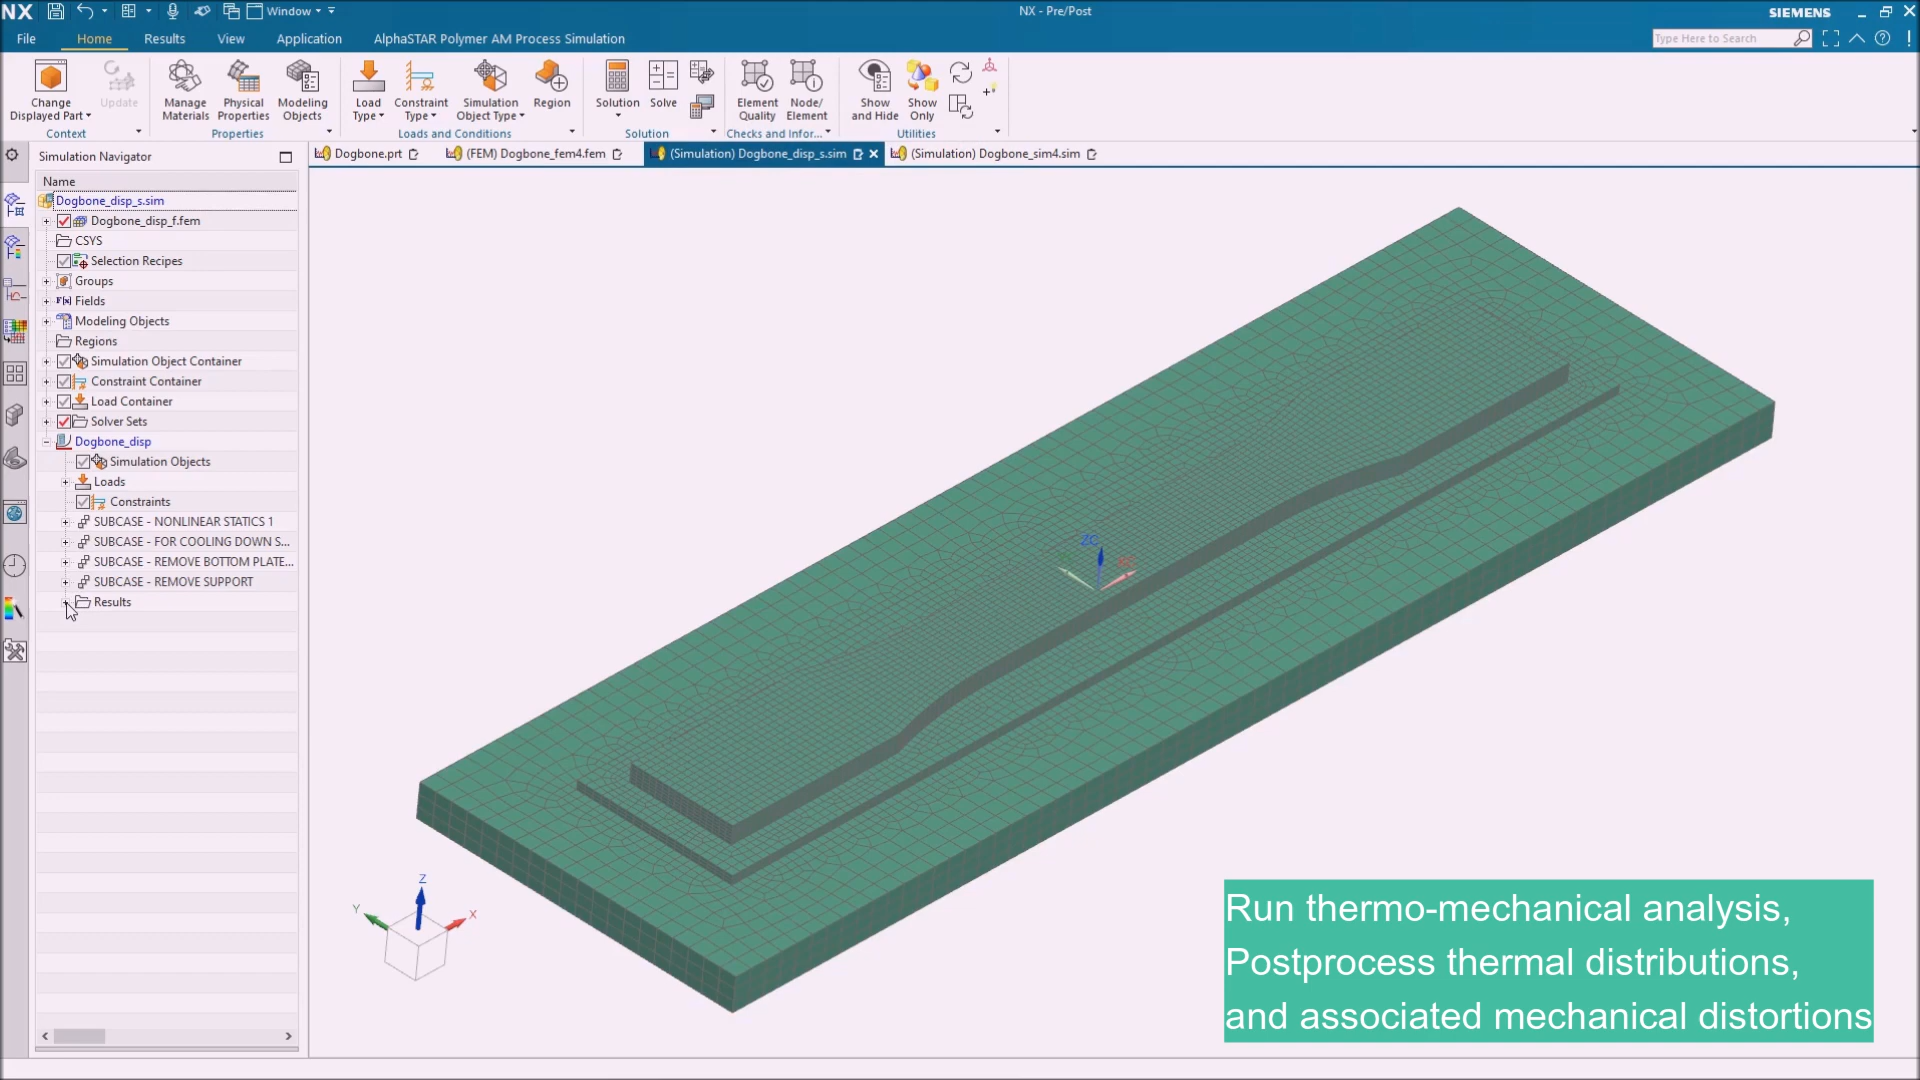 NX
Window
NX - Pre/Post
SIEMENS
File
Home
Results
View
Application
AlphaSTAR Polymer AM Process Simulation
Type Here to Search
Change
Displayed Part
Update
Manage
Materials
Physical
Properties
Modeling
Objects
Load
Type
Constraint
Type
Simulation
Object Type
Region
Solution
Solve
Element
Quality
Node/
Element
Show
and Hide
Show
Only
Context
Properties
Loads and Conditions
Solution
Checks and Infor...
Utilities
Simulation Navigator
Dogbone.prt
(FEM) Dogbone_fem4.fem
(Simulation) Dogbone_disp_s.sim
(Simulation) Dogbone_sim4.sim
Name
Dogbone_disp_s.sim
Dogbone_disp_f.fem
CSYS
Selection Recipes
Groups
Fields
Modeling Objects
Regions
Simulation Object Container
Constraint Container
Load Container
Solver Sets
Dogbone_disp
Simulation Objects
Loads
Constraints
SUBCASE - NONLINEAR STATICS 1
SUBCASE - FOR COOLING DOWN S...
SUBCASE - REMOVE BOTTOM PLATE...
SUBCASE - REMOVE SUPPORT
Results
ZC
Z
Y
X
Run thermo-mechanical analysis,
Postprocess thermal distributions,
and associated mechanical distortions